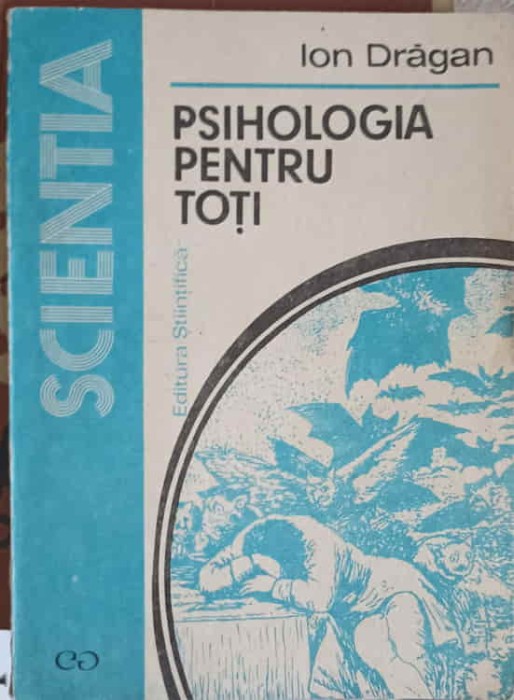 Ion Drăgan
PSIHOLOGIA
PENTRU
TOȚI
SCIENTIA
Editura Științifică